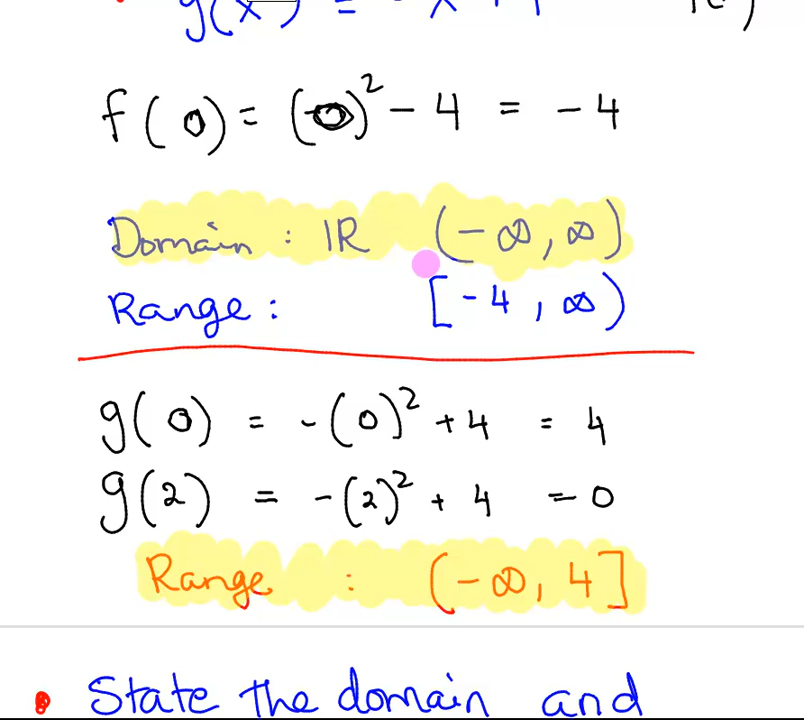 f(0) = (0)² - 4 = -4
Domain : ℝ (-∞, ∞)
Range : [-4, ∞)
g(0) = -(0)² + 4 = 4
g(2) = -(2)² + 4 = 0
Range : (-∞, 4]
• State the domain and